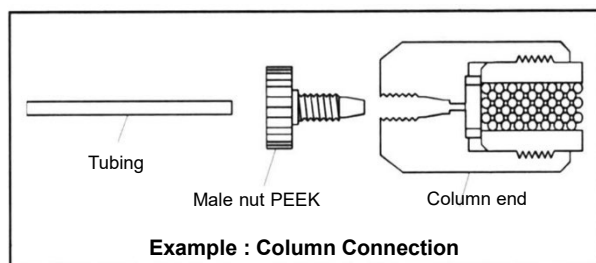 Tubing
Male nut PEEK
Column end
Example : Column Connection